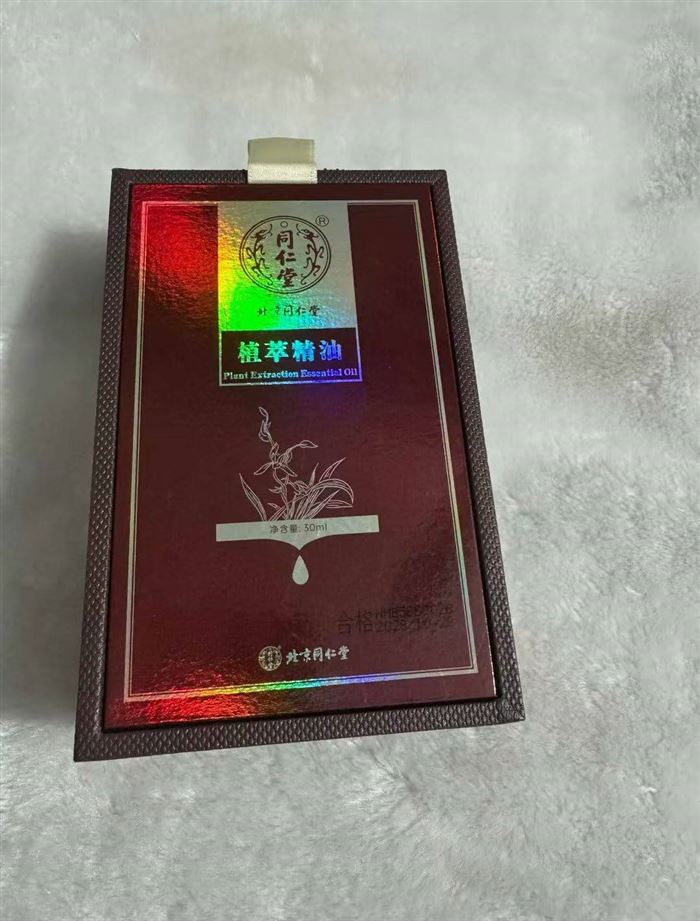 ®
同仁堂
北京同仁堂
植萃精油
Plant Extraction Essential Oil
净含量: 30ml
合格
北京同仁堂